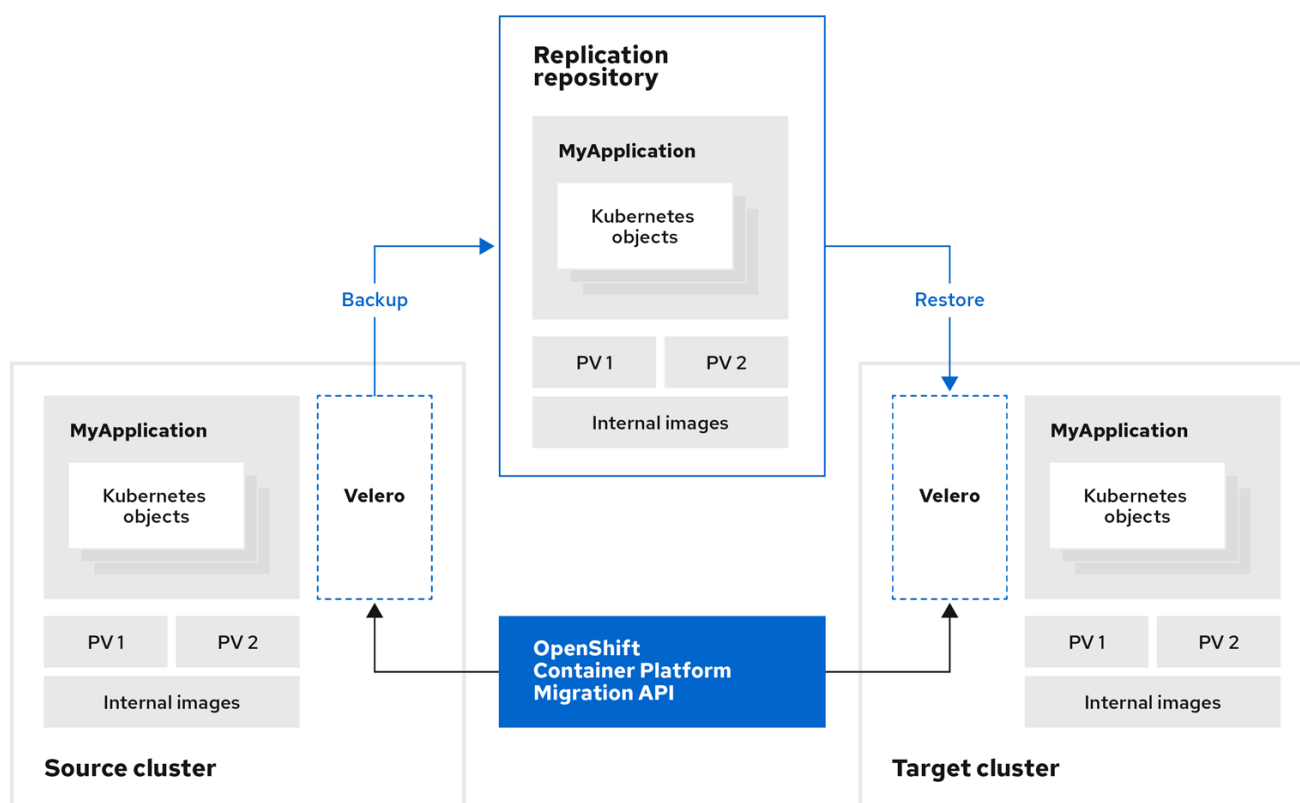 Replication
repository
MyApplication
Kubernetes
objects
Backup
Restore
PV 1
PV 2
Internal images
MyApplication
Kubernetes
objects
Velero
PV 1
PV 2
Internal images
Source cluster
OpenShift
Container Platform
Migration API
Velero
MyApplication
Kubernetes
objects
PV 1
PV 2
Internal images
Target cluster